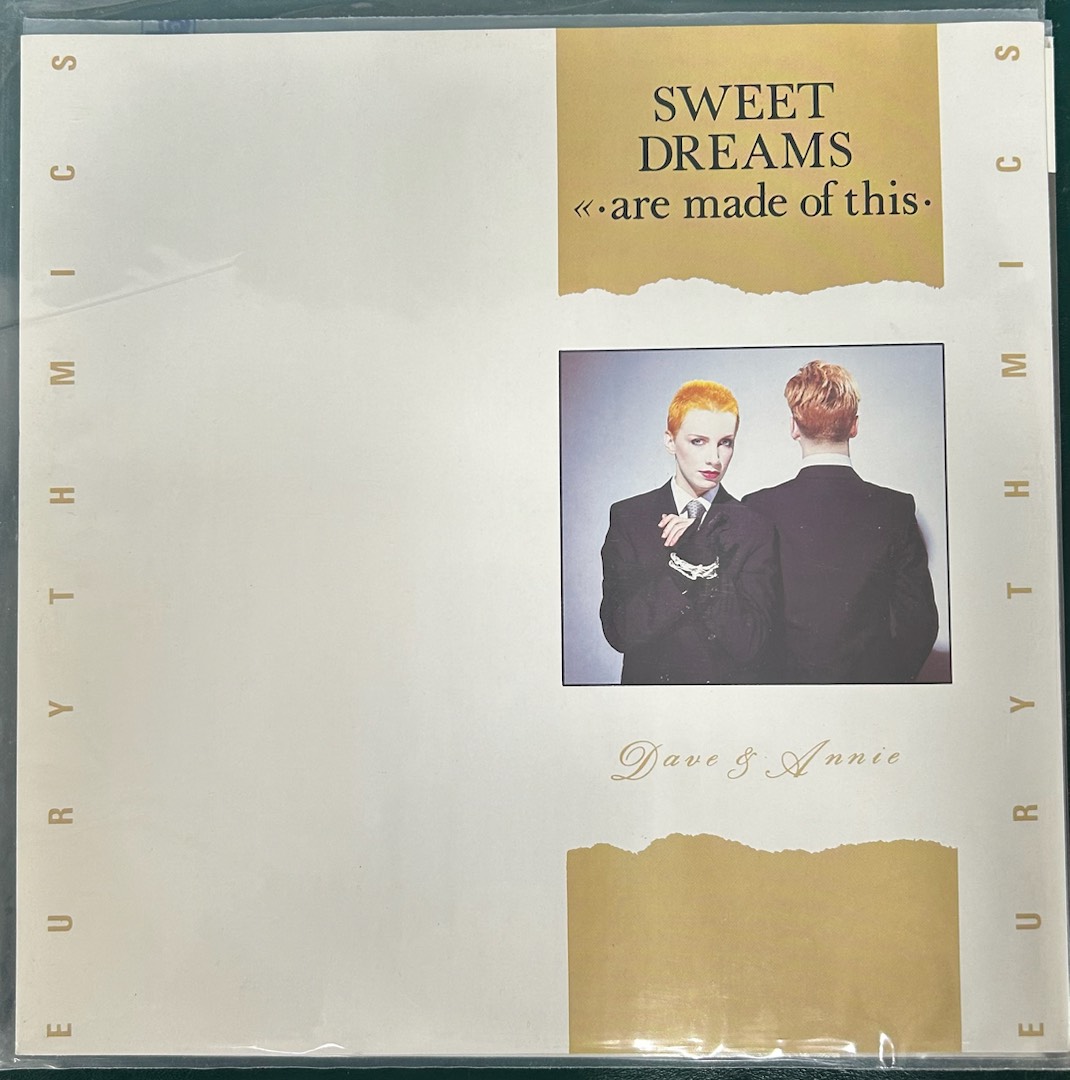 EURYTHMICS
SWEET
DREAMS
«·are made of this·
Dave & Annie
EURYTHMICS